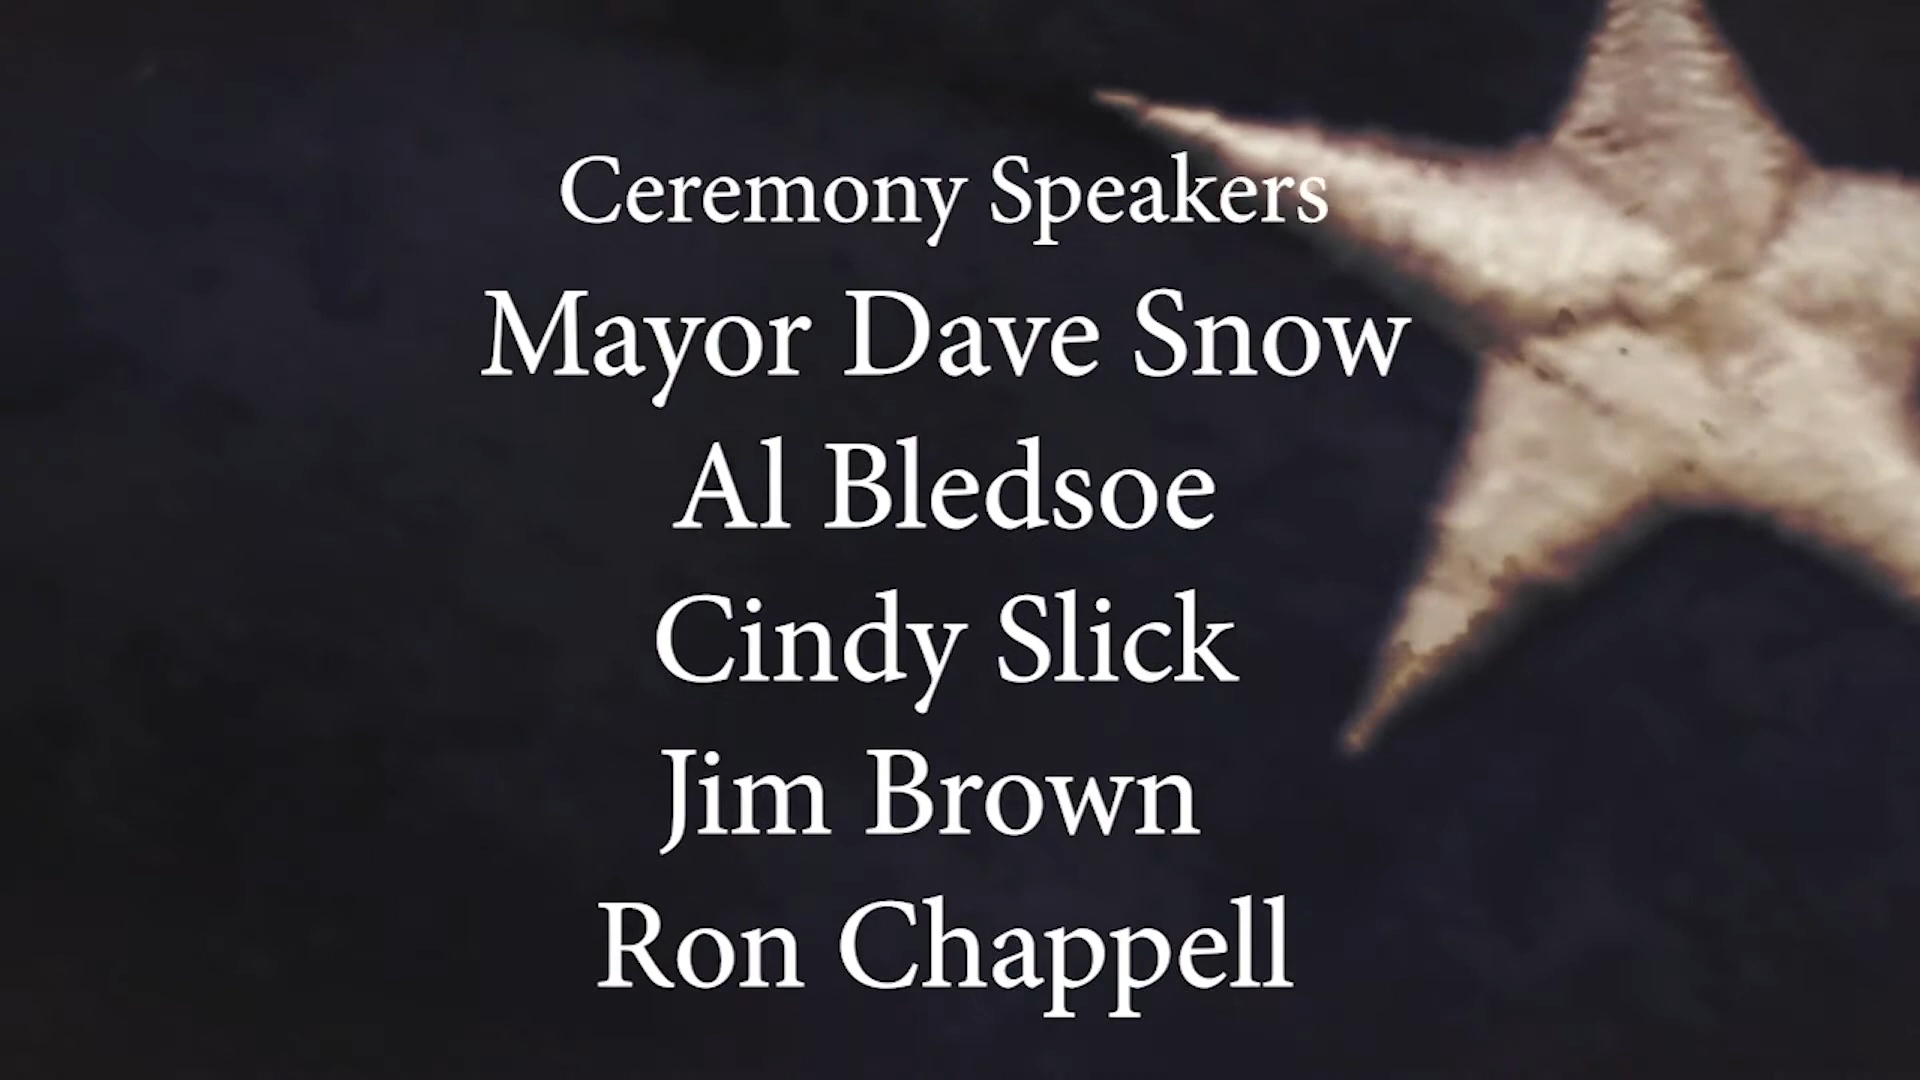 Ceremony Speakers
Mayor Dave Snow
Al Bledsoe
Cindy Slick
Jim Brown
Ron Chappell